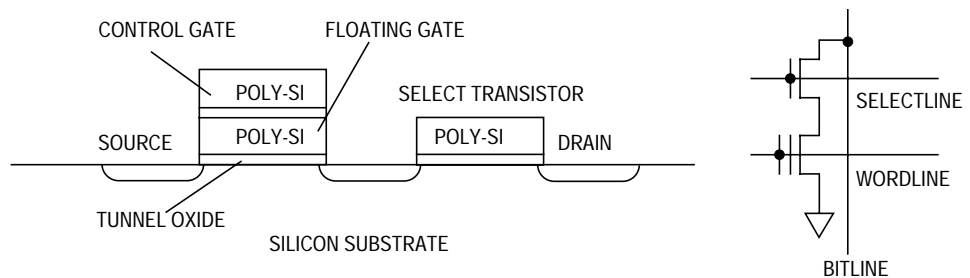 CONTROL GATE
FLOATING GATE
POLY-SI
SELECT TRANSISTOR
SELECTLINE
SOURCE
POLY-SI
POLY-SI
DRAIN
WORDLINE
TUNNEL OXIDE
SILICON SUBSTRATE
BITLINE